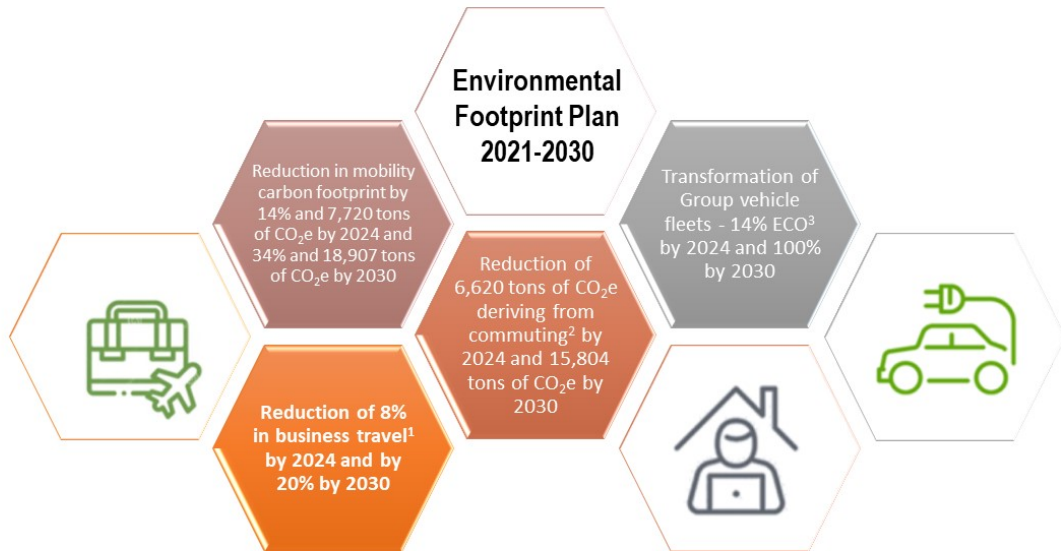 Environmental
Footprint Plan
2021-2030
Reduction in mobility
carbon footprint by
14% and 7,720 tons
of CO₂e by 2024 and
34% and 18,907 tons
of CO₂e by 2030
Transformation of
Group vehicle
fleets - 14% ECO³
by 2024 and 100%
by 2030
Reduction of
6,620 tons of CO₂e
deriving from
commuting² by
2024 and 15,804
tons of CO₂e by
2030
Reduction of 8%
in business travel¹
by 2024 and by
20% by 2030